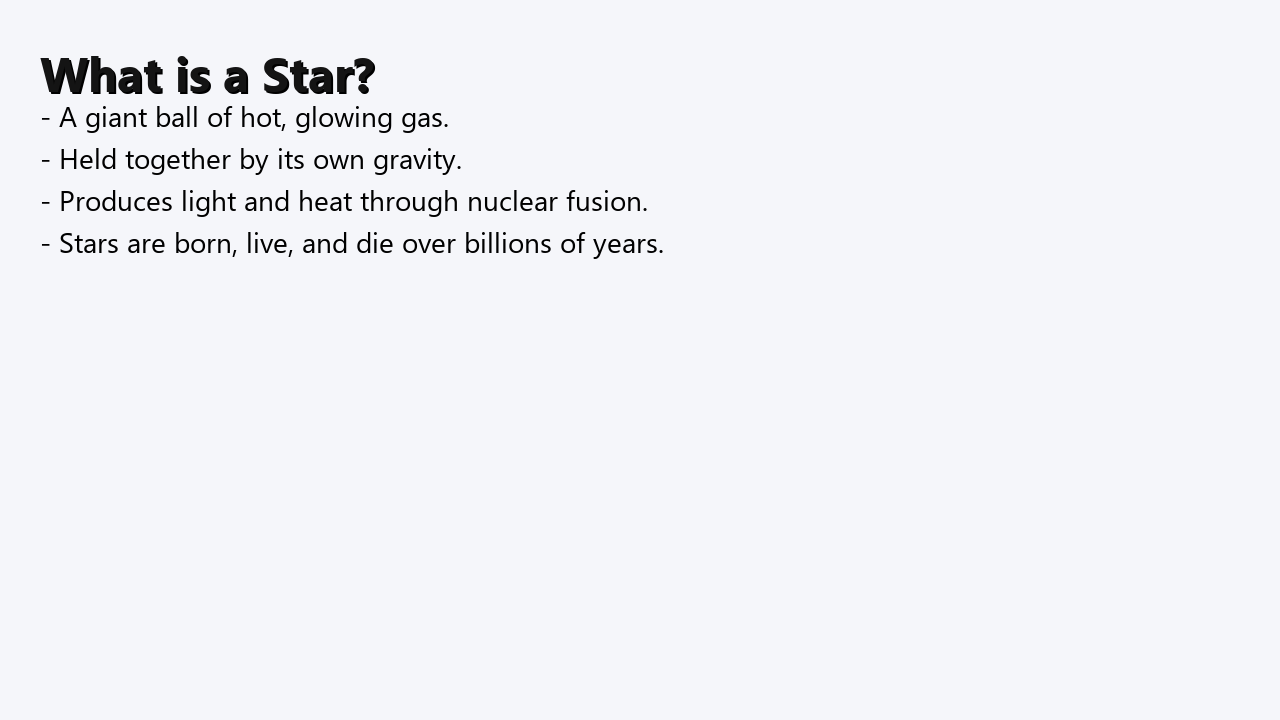 What is a Star?
- A giant ball of hot, glowing gas.
- Held together by its own gravity.
- Produces light and heat through nuclear fusion.
- Stars are born, live, and die over billions of years.